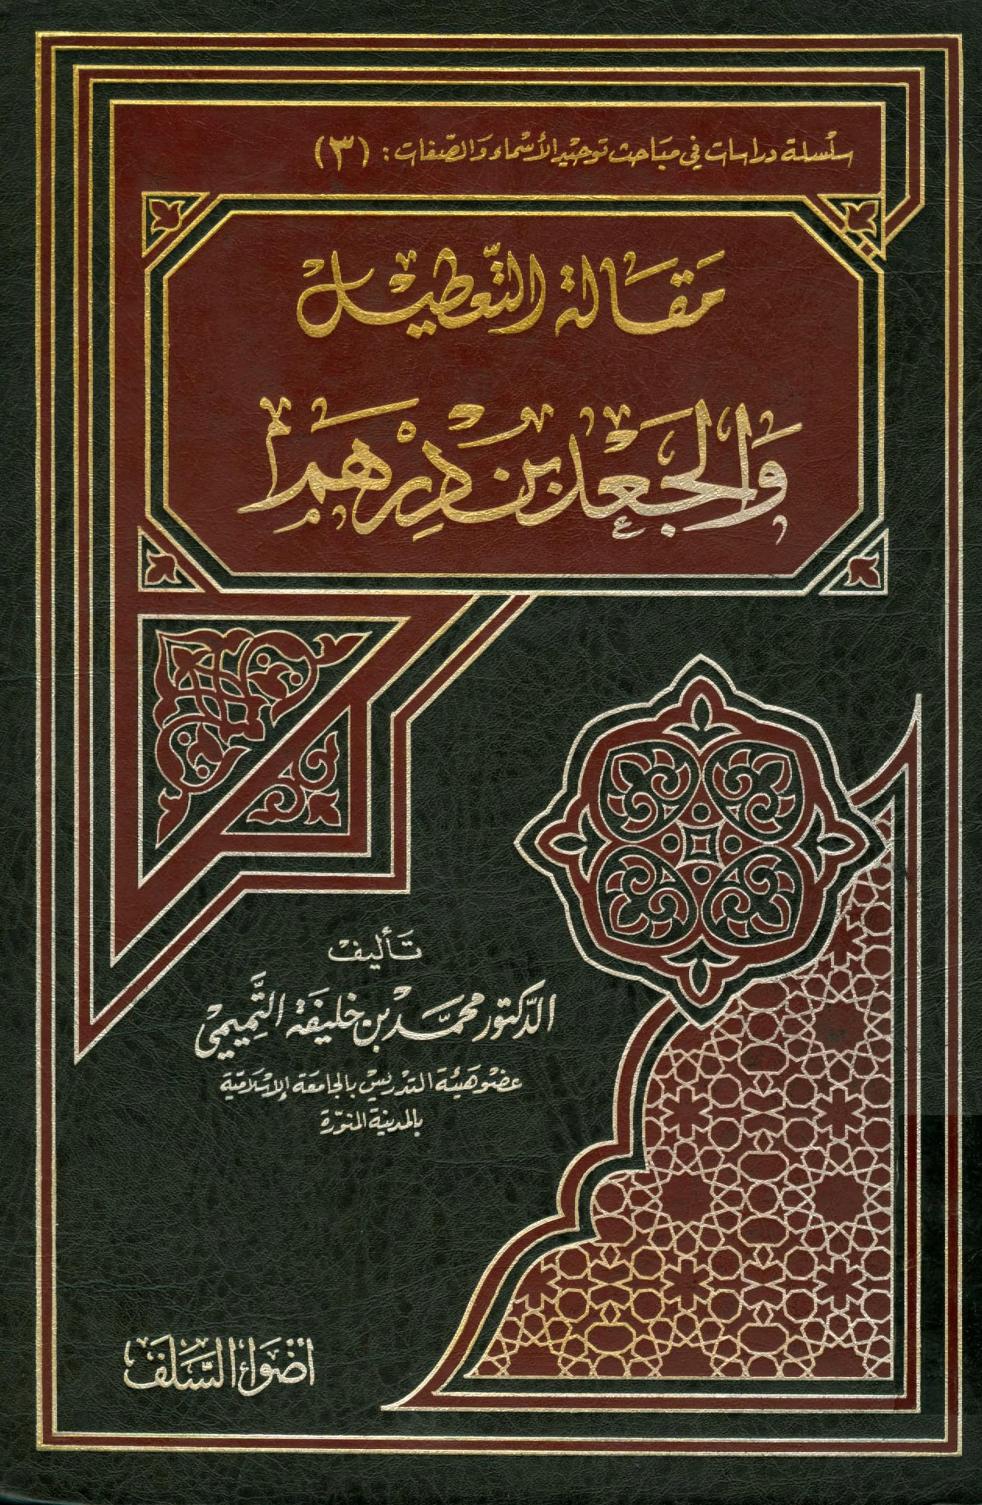 سلسلة دراسات في مباحث توحيد الأسماء والصفات: (٣)
مقالة التعطيل
والجعد بن درهم
تأليف
الدكتور محمد بن خليفة التميمي
عضو هيئة التدريس بالجامعة الإسلامية
بالمدينة المنورة
أضواء السلف